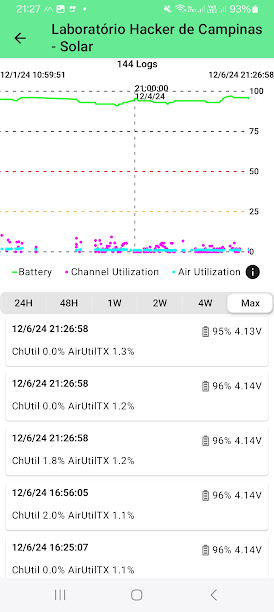 21:27
93%
Laboratório Hacker de Campinas
- Solar
144 Logs
12/1/24 10:59:51
12/6/24 21:26:58
21:00:00
12/4/24
100
75
50
25
0
Battery
Channel Utilization
Air Utilization
24H
48H
1W
2W
4W
Max
12/6/24 21:26:58
95% 4.13V
ChUtil 0.0% AirUtilTX 1.3%
12/6/24 21:26:58
96% 4.14V
ChUtil 0.0% AirUtilTX 1.2%
12/6/24 21:26:58
96% 4.14V
ChUtil 1.8% AirUtilTX 1.2%
12/6/24 16:56:05
96% 4.14V
ChUtil 2.0% AirUtilTX 1.1%
12/6/24 16:25:07
96% 4.14V
ChUtil 0.0% AirUtilTX 1.1%